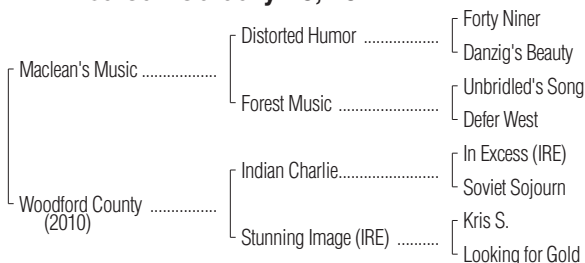 Forty Niner
Distorted Humor ..................
Danzig's Beauty
Maclean's Music .................
Unbridled's Song
Forest Music ........................
Defer West
In Excess (IRE)
Indian Charlie........................
Soviet Sojourn
Woodford County ................
(2010)
Kris S.
Stunning Image (IRE) ..........
Looking for Gold